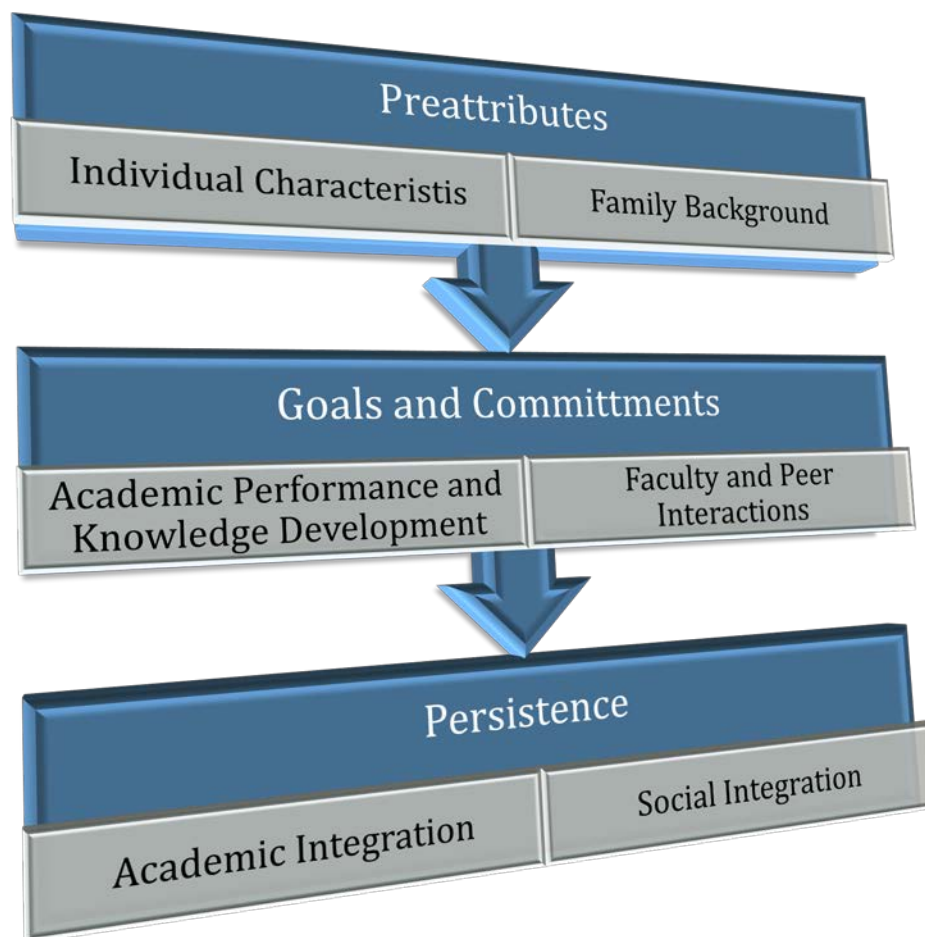 Preattributes
Individual Characteristis
Family Background
Goals and Committments
Academic Performance and
Knowledge Development
Faculty and Peer
Interactions
Persistence
Academic Integration
Social Integration